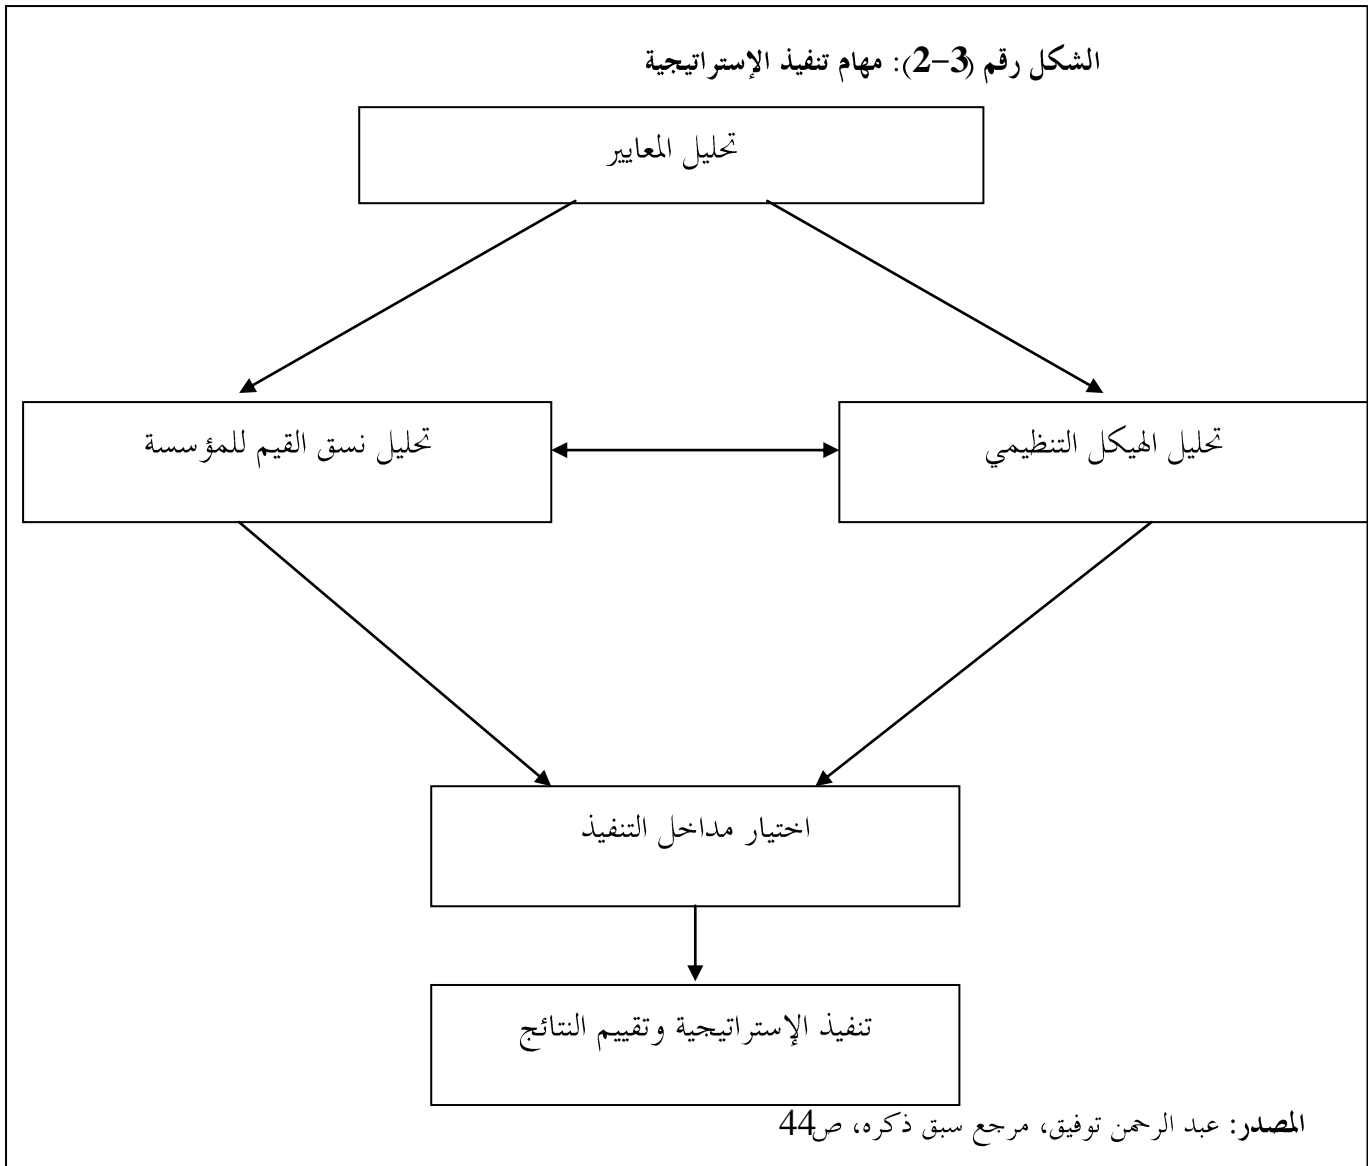 الشكل رقم (3-2): مهام تنفيذ الإستراتيجية
تحليل المعايير
تحليل الهيكل التنظيمي
تحليل نسق القيم للمؤسسة
اختيار مداخل التنفيذ
تنفيذ الإستراتيجية وتقييم النتائج
المصدر: عبد الرحمن توفيق، مرجع سبق ذكره، ص44